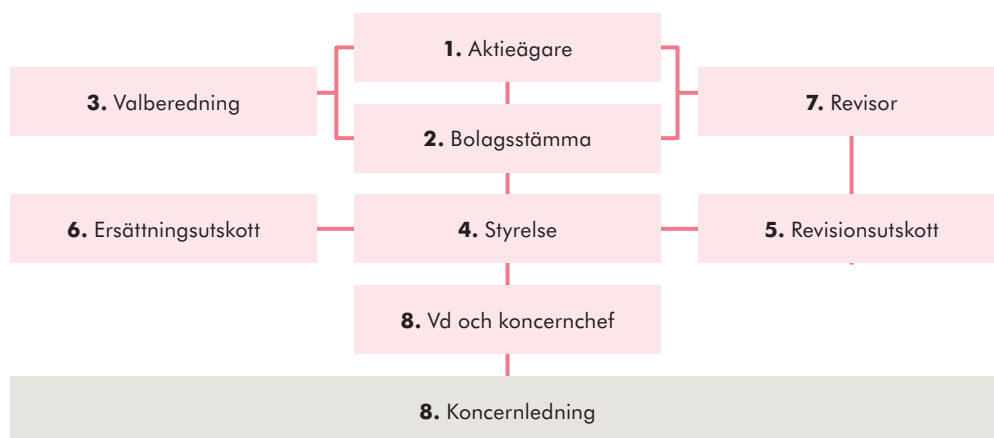 1. Aktieägare
3. Valberedning
7. Revisor
2. Bolagsstämma
6. Ersättningsutskott
4. Styrelse
5. Revisionsutskott
8. Vd och koncernchef
8. Koncernledning